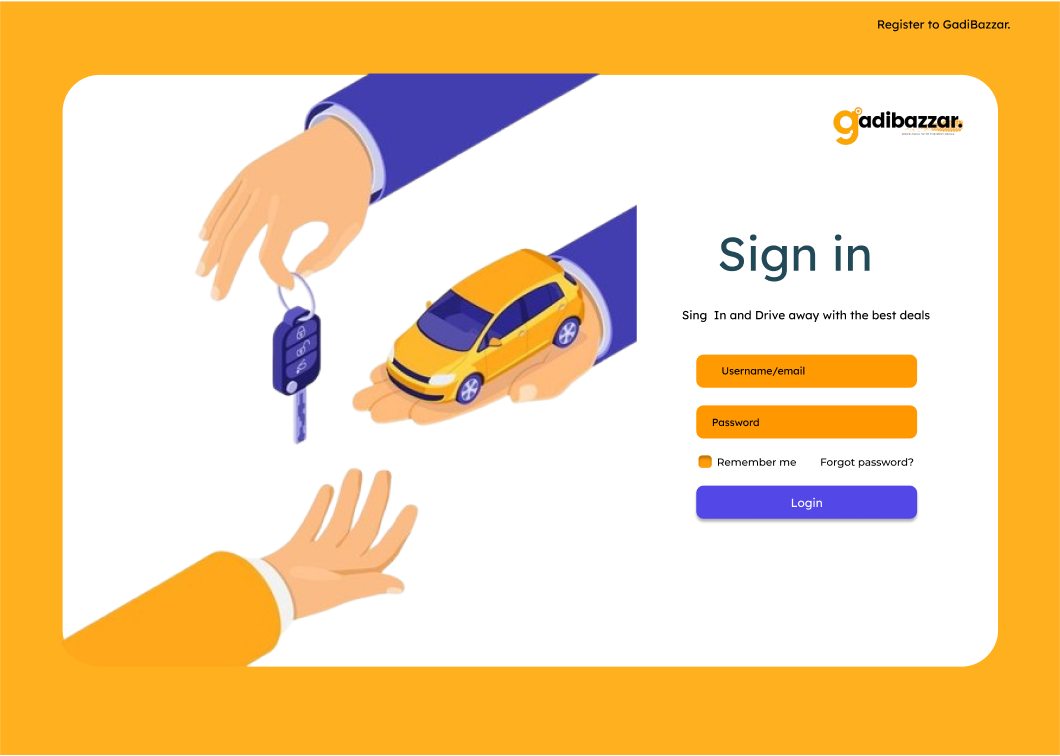 Register to GadiBazzar.
gadibazzar.
Sign in
Sing In and Drive away with the best deals
Username/email
Password
Remember me Forgot password?
Login